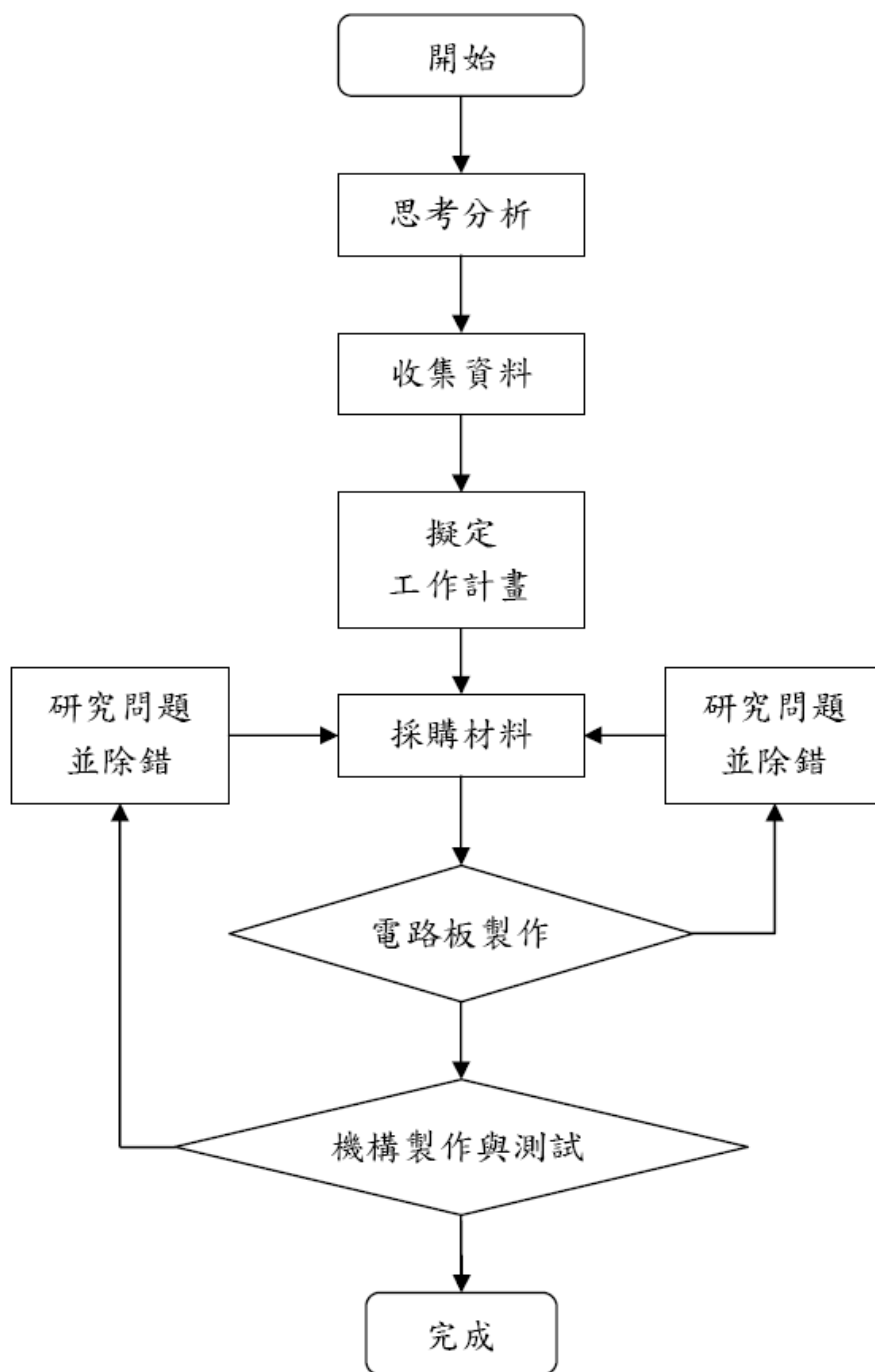 開始
思考分析
收集資料
擬定
工作計畫
研究問題
並除錯
採購材料
研究問題
並除錯
電路板製作
機構製作與測試
完成